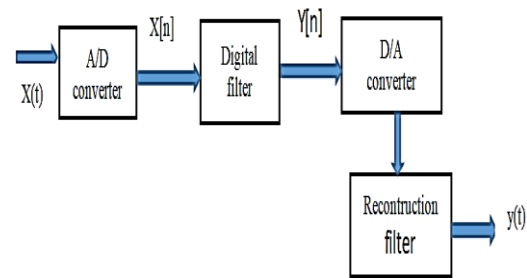 X(t)
A/D
converter
X[n]
Digital
filter
Y[n]
D/A
converter
Recontruction
filter
y(t)